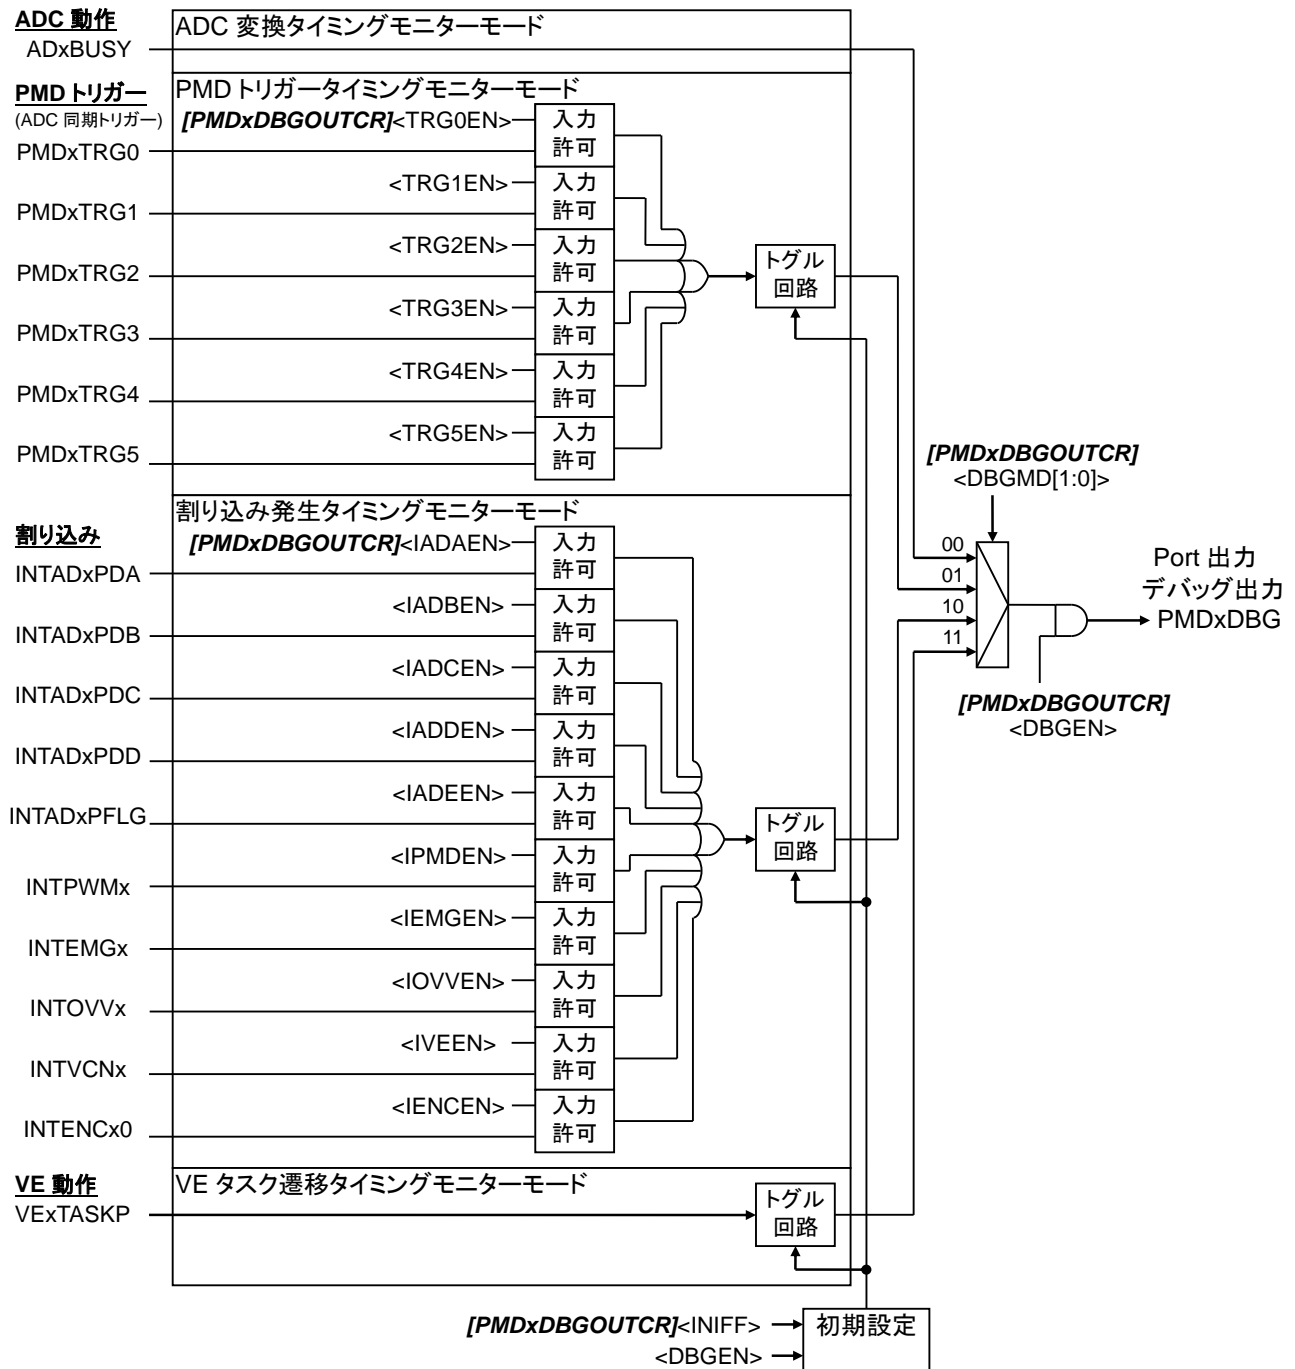 ADC 動作
ADxBUSY
ADC 変換タイミングモニターモード
PMD トリガー
(ADC 同期トリガー)
PMDトリガータイミングモニターモード
[PMDxDBGOUTCR]<TRG0EN>
入力
許可
PMDxTRG0
<TRG1EN>
入力
許可
PMDxTRG1
<TRG2EN>
入力
許可
PMDxTRG2
<TRG3EN>
入力
許可
PMDxTRG3
<TRG4EN>
入力
許可
PMDxTRG4
<TRG5EN>
入力
許可
PMDxTRG5
トグル
回路
割り込み
割り込み発生タイミングモニターモード
[PMDxDBGOUTCR]<IADAEN>
入力
許可
INTADxPDA
<IADBEN>
入力
許可
INTADxPDB
<IADCEN>
入力
許可
INTADxPDC
<IADDEN>
入力
許可
INTADxPDD
<IADEEN>
入力
許可
INTADxPFLG
<IPMDEN>
入力
許可
INTPWMx
<IEMGEN>
入力
許可
INTEMGx
<IOVVEN>
入力
許可
INTOVVx
<IVEEN>
入力
許可
INTVCNx
<IENCEN>
入力
許可
INTENCx0
トグル
回路
VE 動作
VExTASKP
VE タスク遷移タイミングモニターモード
トグル
回路
[PMDxDBGOUTCR]
<DBGMD[1:0]>
00
01
10
11
Port 出力
デバッグ出力
PMDxDBG
[PMDxDBGOUTCR]
<DBGEN>
[PMDxDBGOUTCR]<INIFF>
<DBGEN>
初期設定